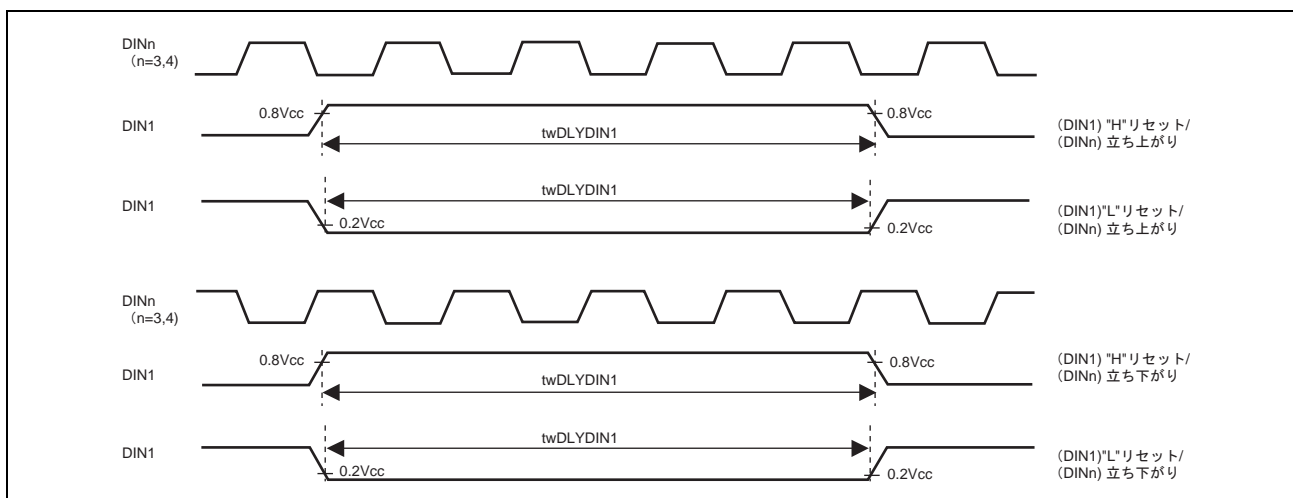 DINn
（n=3,4)
DIN1
0.8Vcc
twDLYDIN1
0.8Vcc
(DIN1) "H"リセット/
(DINn) 立ち上がり
DIN1
0.2Vcc
twDLYDIN1
0.2Vcc
(DIN1)"L"リセット/
(DINn) 立ち上がり
DINn
（n=3,4)
DIN1
0.8Vcc
twDLYDIN1
0.8Vcc
(DIN1) "H"リセット/
(DINn) 立ち下がり
DIN1
0.2Vcc
twDLYDIN1
0.2Vcc
(DIN1)"L"リセット/
(DINn) 立ち下がり